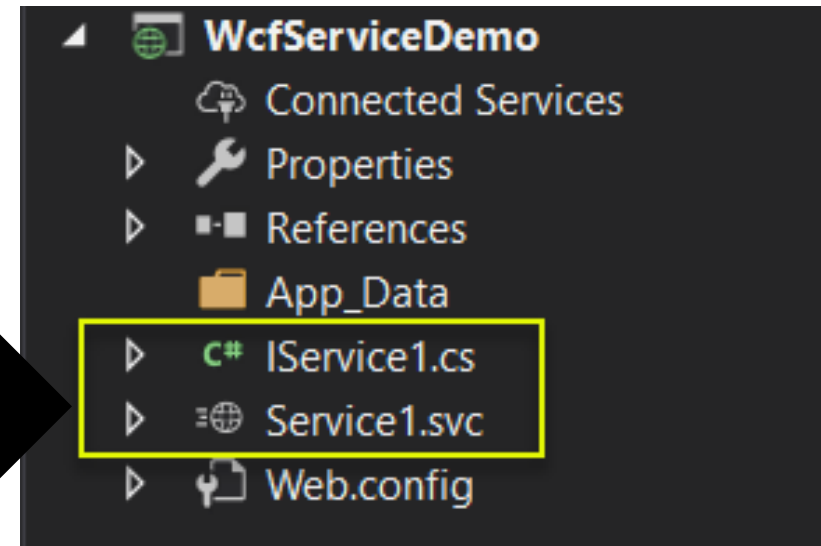 WcfServiceDemo
Connected Services
Properties
References
App_Data
C# IService1.cs
Service1.svc
Web.config